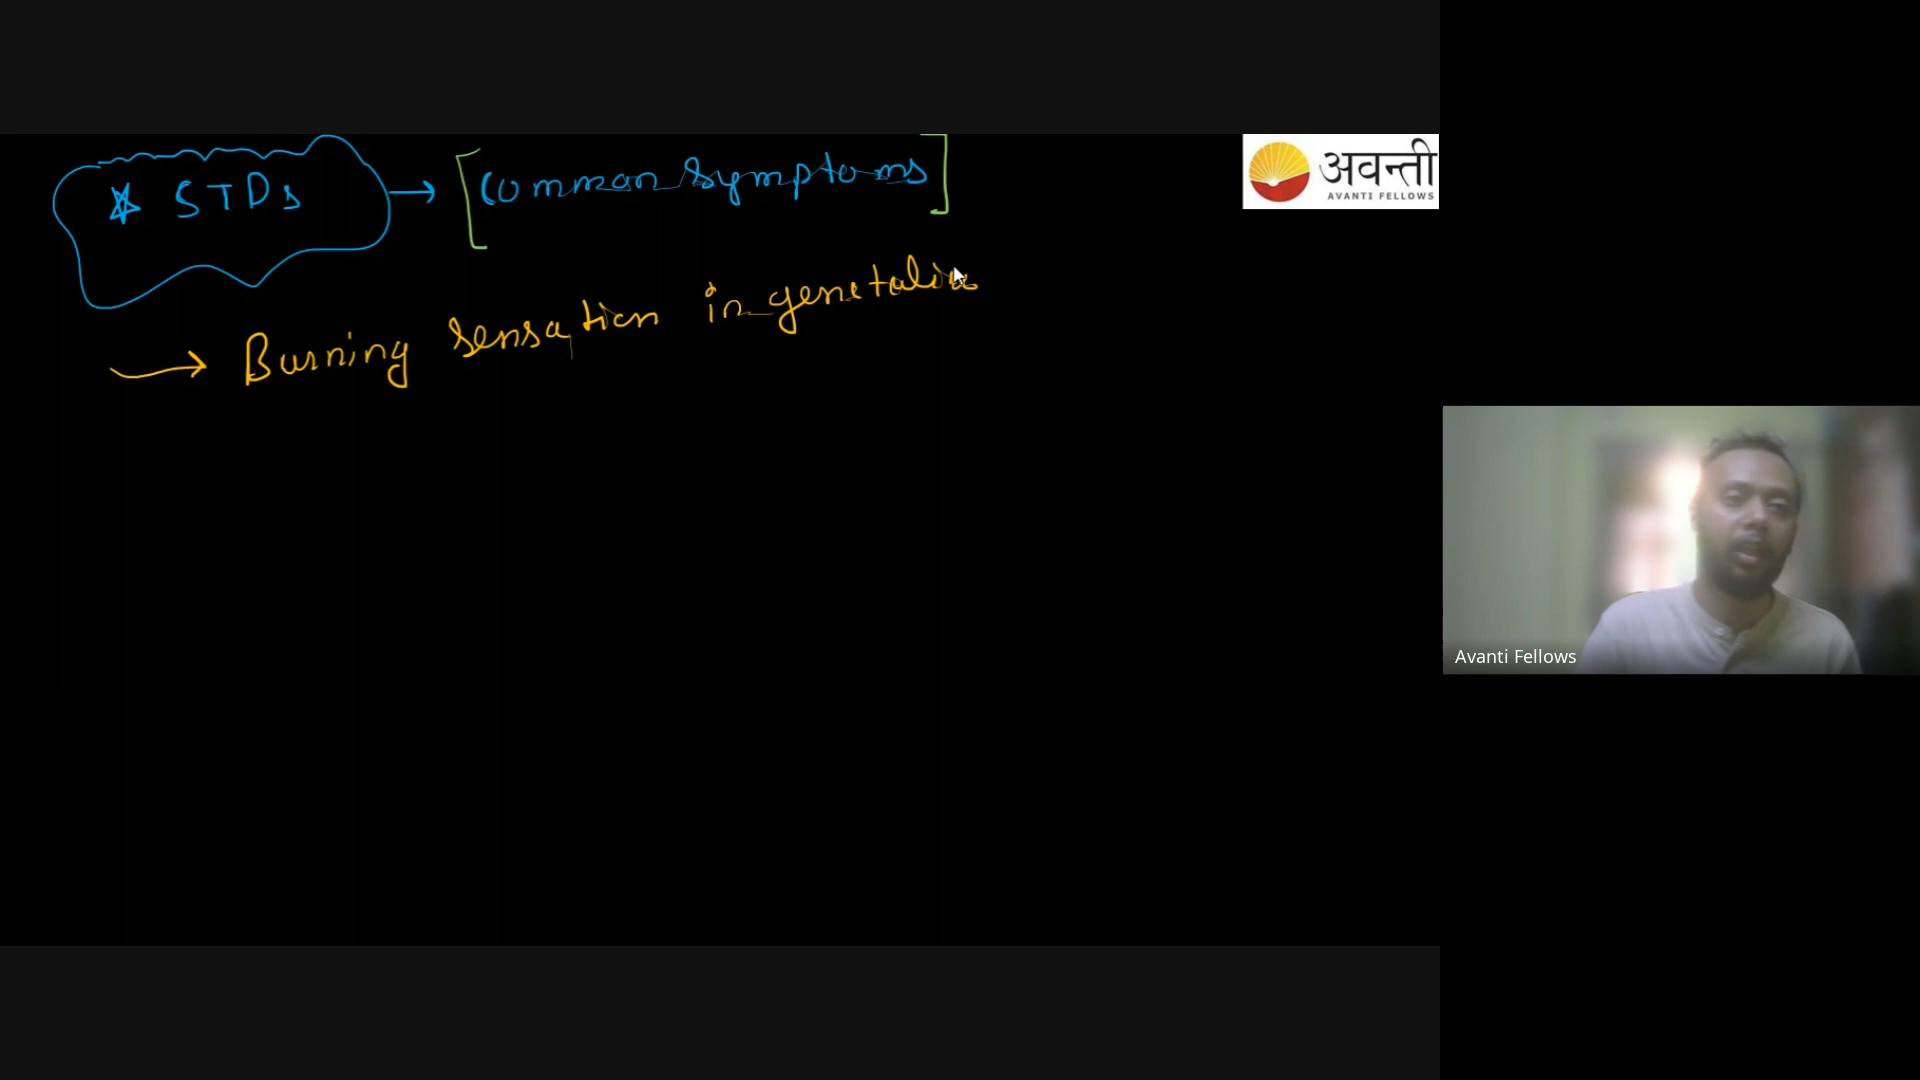 STDs → [Common Symptoms]
→ Burning sensation in genetalia
अवन्ती
AVANTI FELLOWS
Avanti Fellows